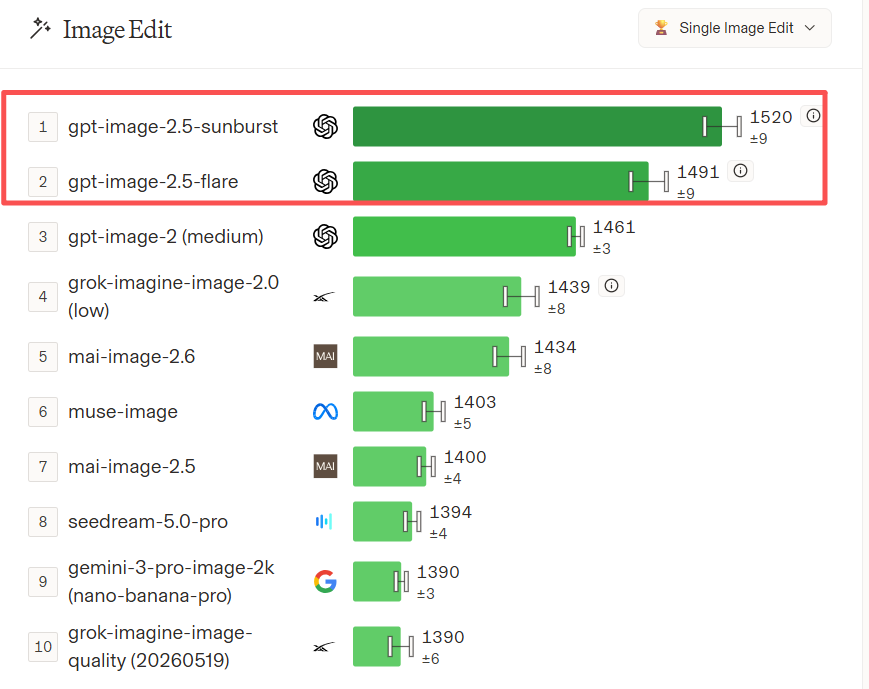 Image Edit
Single Image Edit
1 gpt-image-2.5-sunburst 1520
±9
2 gpt-image-2.5-flare 1491
±9
3 gpt-image-2 (medium) 1461
±3
4 grok-imagine-image-2.0
(low) 1439
±8
5 MAI mai-image-2.6 1434
±8
6 muse-image 1403
±5
7 MAI mai-image-2.5 1400
±4
8 seedream-5.0-pro 1394
±4
9 gemini-3-pro-image-2k
(nano-banana-pro) 1390
±3
10 grok-imagine-image-
quality (20260519) 1390
±6